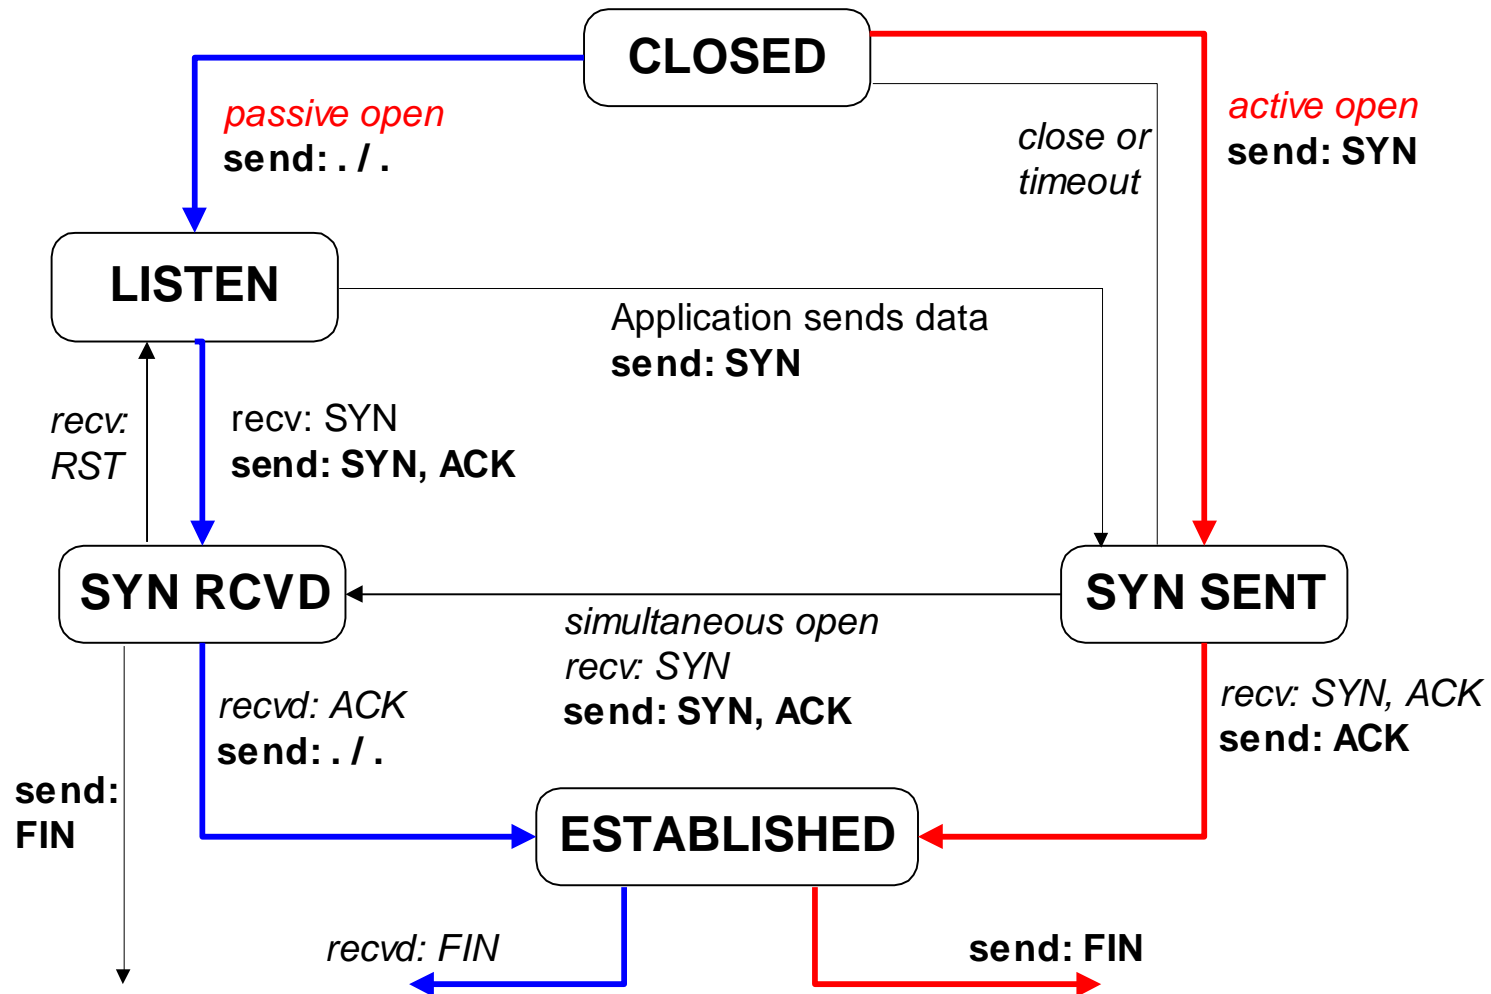 CLOSED
passive open
send: . / .
close or
timeout
active open
send: SYN
LISTEN
Application sends data
send: SYN
recv:
RST
recv: SYN
send: SYN, ACK
SYN RCVD
SYN SENT
simultaneous open
recv: SYN
send: SYN, ACK
recvd: ACK
send: . / .
recv: SYN, ACK
send: ACK
send:
FIN
ESTABLISHED
recvd: FIN
send: FIN